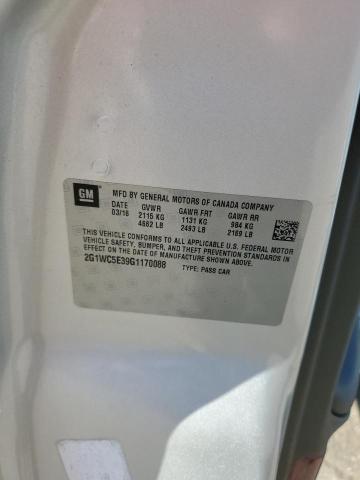 GM
MFD BY GENERAL MOTORS OF CANADA COMPANY
DATE GVWR GAWR FRT GAWR RR
03/16 2115 KG 1131 KG 984 KG
4662 LB 2493 LB 2169 LB
THIS VEHICLE CONFORMS TO ALL APPLICABLE U.S. FEDERAL MOTOR
VEHICLE SAFETY, BUMPER, AND THEFT PREVENTION STANDARDS
IN EFFECT ON THE DATE OF MANUFACTURE SHOWN ABOVE.
2G1WC5E39G1170088 TYPE: PASS CAR